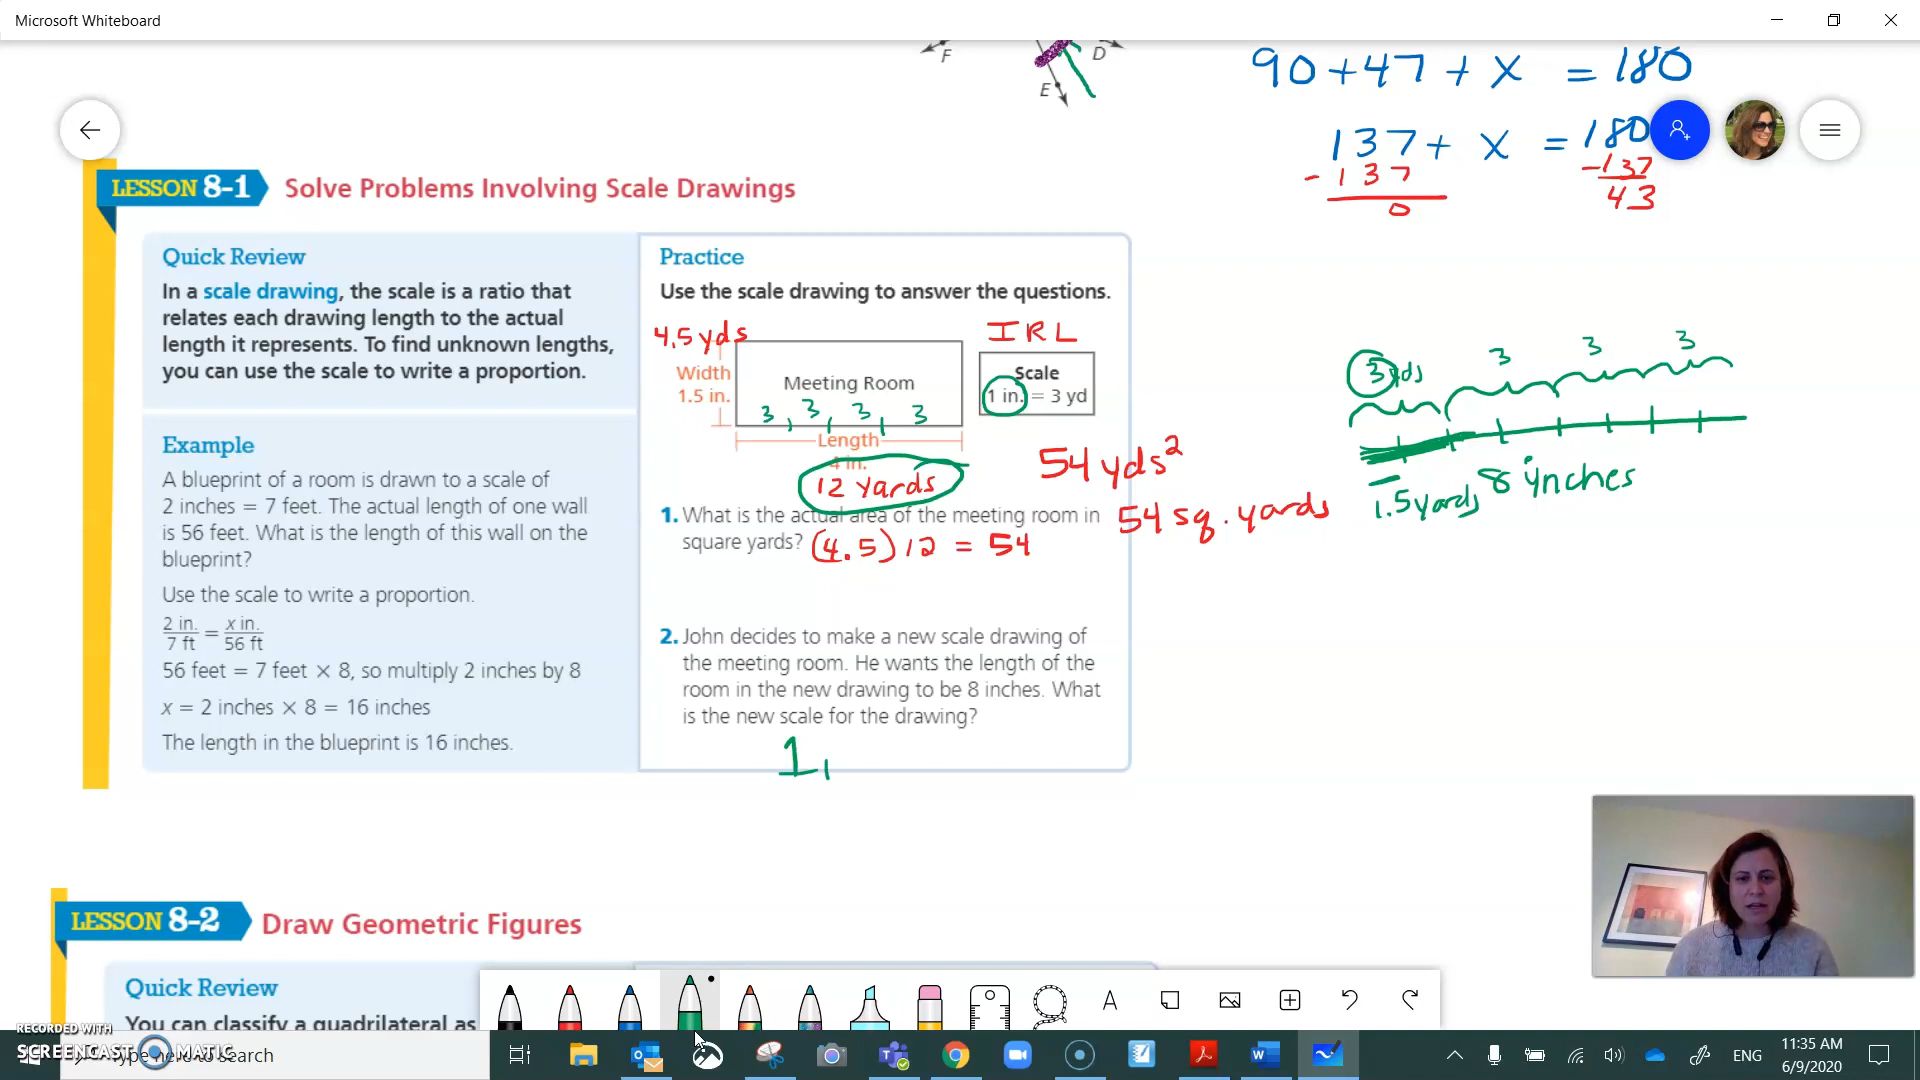 Microsoft Whiteboard
F
D
E
90 + 47 + x = 180
137 + x = 180
- 137
- 137
0
43
LESSON 8-1 Solve Problems Involving Scale Drawings
Quick Review
In a scale drawing, the scale is a ratio that
relates each drawing length to the actual
length it represents. To find unknown lengths,
you can use the scale to write a proportion.
Example
A blueprint of a room is drawn to a scale of
2 inches = 7 feet. The actual length of one wall
is 56 feet. What is the length of this wall on the
blueprint?
Use the scale to write a proportion.
2 in. / 7 ft = x in. / 56 ft
56 feet = 7 feet × 8, so multiply 2 inches by 8
x = 2 inches × 8 = 16 inches
The length in the blueprint is 16 inches.
Practice
Use the scale drawing to answer the questions.
4.5 yds
IRL
Width
1.5 in.
Meeting Room
3, 3, 3, 3
Scale
1 in. = 3 yd
Length
4 in.
12 yards
54 yds²
1. What is the actual area of the meeting room in
square yards? (4.5) 12 = 54
54 sq. yards
2. John decides to make a new scale drawing of
the meeting room. He wants the length of the
room in the new drawing to be 8 inches. What
is the new scale for the drawing?
1,
3 yds 3 3 3
1.5 yards
8 inches
LESSON 8-2 Draw Geometric Figures
Quick Review
You can classify a quadrilateral as
A
RECORDED WITH
SCREENCAST MATIC
Type here to search
ENG
11:35 AM
6/9/2020